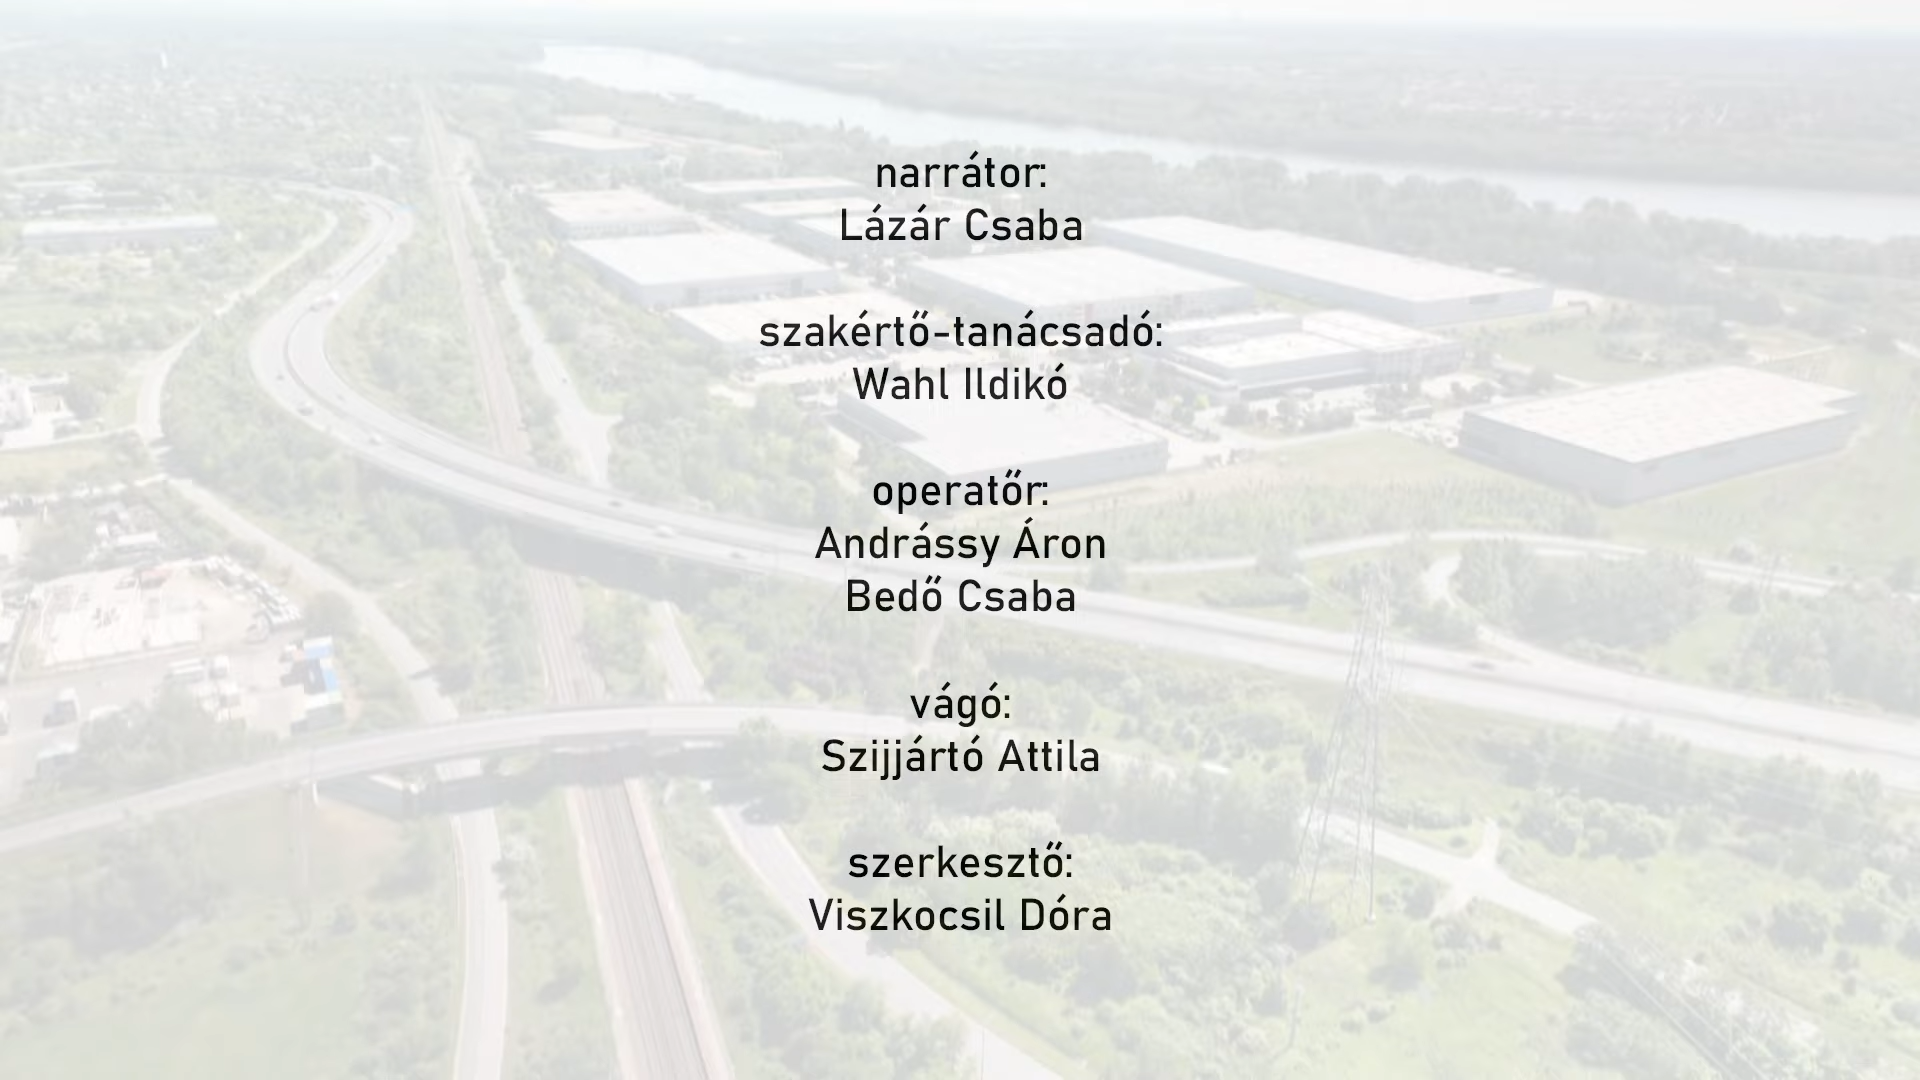 narrátor:
Lázár Csaba
szakértő-tanácsadó:
Wahl Ildikó
operatőr:
Andrássy Áron
Bedő Csaba
vágó:
Szijjártó Attila
szerkesztő:
Viszkocsil Dóra